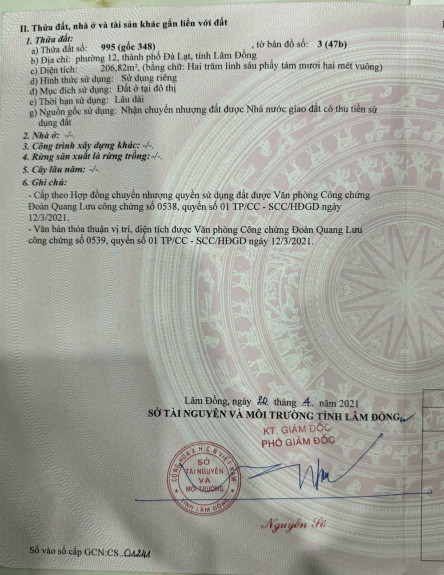 II. Thửa đất, nhà ở và tài sản khác gắn liền với đất
1. Thửa đất:
a) Thửa đất số: 995 (gốc 348) , tờ bản đồ số: 3 (47b)
b) Địa chỉ: phường 12, thành phố Đà Lạt, tỉnh Lâm Đồng
c) Diện tích: 206,82m², (bằng chữ: Hai trăm linh sáu phẩy tám mươi hai mét vuông)
d) Hình thức sử dụng: Sử dụng riêng
đ) Mục đích sử dụng: Đất ở tại đô thị
e) Thời hạn sử dụng: Lâu dài
g) Nguồn gốc sử dụng: Nhận chuyển nhượng đất được Nhà nước giao đất có thu tiền sử
dụng đất
2. Nhà ở: -/-.
3. Công trình xây dựng khác: -/-.
4. Rừng sản xuất là rừng trồng:-/-.
5. Cây lâu năm: -/-.
6. Ghi chú:
- Cấp theo Hợp đồng chuyển nhượng quyền sử dụng đất được Văn phòng Công chứng
Đoàn Quang Lưu công chứng số 0538, quyển số 01 TP/CC - SCC/HĐGD ngày
12/3/2021.
- Văn bản thỏa thuận vị trí, diện tích được Văn phòng Công chứng Đoàn Quang Lưu
công chứng số 0539, quyển số 01 TP/CC - SCC/HĐGD ngày 12/3/2021.
Lâm Đồng, ngày 20 tháng 4 năm 2021
SỞ TÀI NGUYÊN VÀ MÔI TRƯỜNG TỈNH LÂM ĐỒNG
KT. GIÁM ĐỐC
PHÓ GIÁM ĐỐC
CỘNG HÒA X.H.C.N VIỆT NAM
SỞ
TÀI NGUYÊN
VÀ
MÔI TRƯỜNG
TỈNH LÂM ĐỒNG
Nguyễn
Số vào sổ cấp GCN:CS..01241